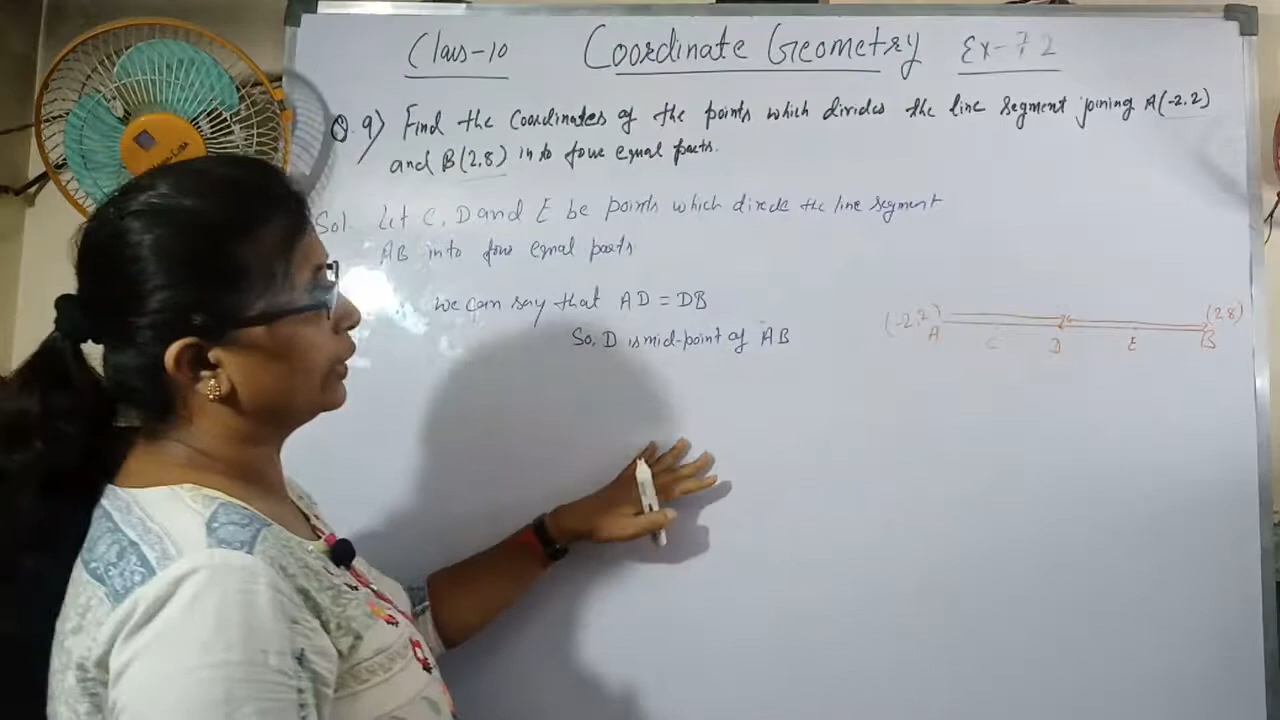 Class-10 Coordinate Geometry Ex-7.2
Q.9) Find the Coordinates of the points which divides the line segment joining A(-2,2)
and B(2,8) into four equal parts.
Sol. Let C, D and E be points which divide the line segment
AB into four equal parts
we can say that AD = DB
So, D is mid-point of AB
(-2,2) (2,8)
A C D E B